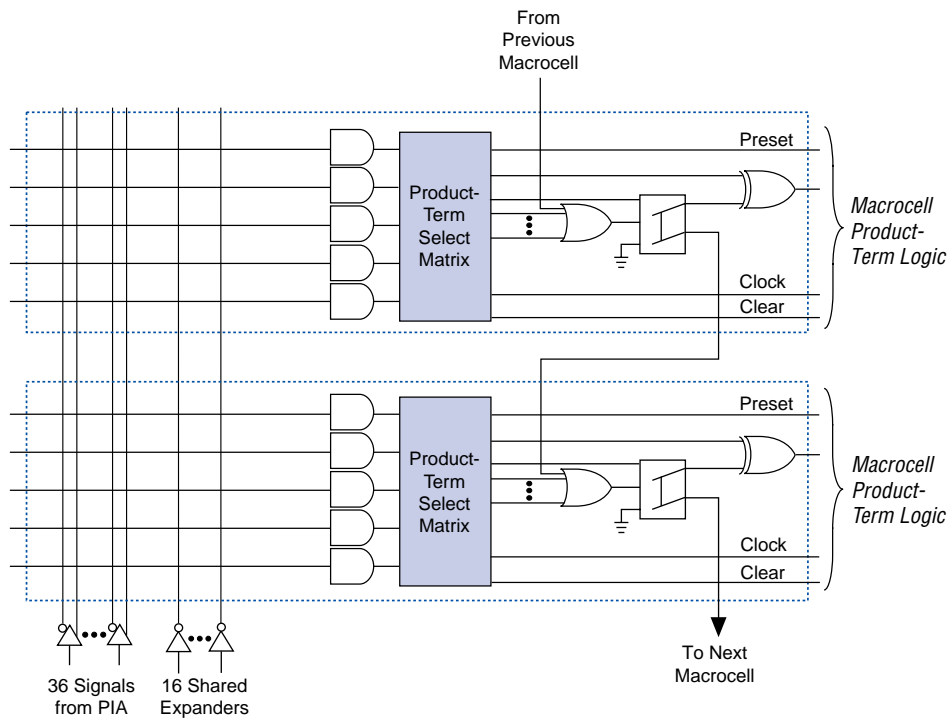 From
Previous
Macrocell
Preset
Product-
Term
Select
Matrix
Macrocell
Product-
Term Logic
Clock
Clear
Preset
Product-
Term
Select
Matrix
Macrocell
Product-
Term Logic
Clock
Clear
36 Signals
from PIA
16 Shared
Expanders
To Next
Macrocell